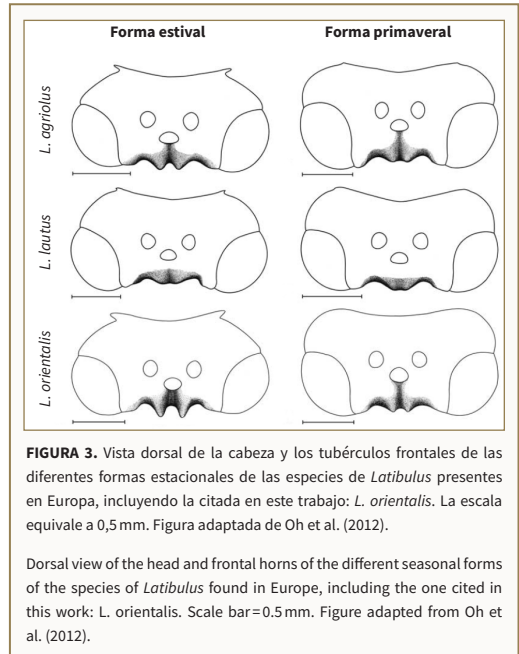 Forma estival Forma primaveral
L. agriolus
L. lautus
L. orientalis
FIGURA 3. Vista dorsal de la cabeza y los tubérculos frontales de las
diferentes formas estacionales de las especies de Latibulus presentes
en Europa, incluyendo la citada en este trabajo: L. orientalis. La escala
equivale a 0,5 mm. Figura adaptada de Oh et al. (2012).
Dorsal view of the head and frontal horns of the different seasonal forms
of the species of Latibulus found in Europe, including the one cited in
this work: L. orientalis. Scale bar=0.5 mm. Figure adapted from Oh et
al. (2012).